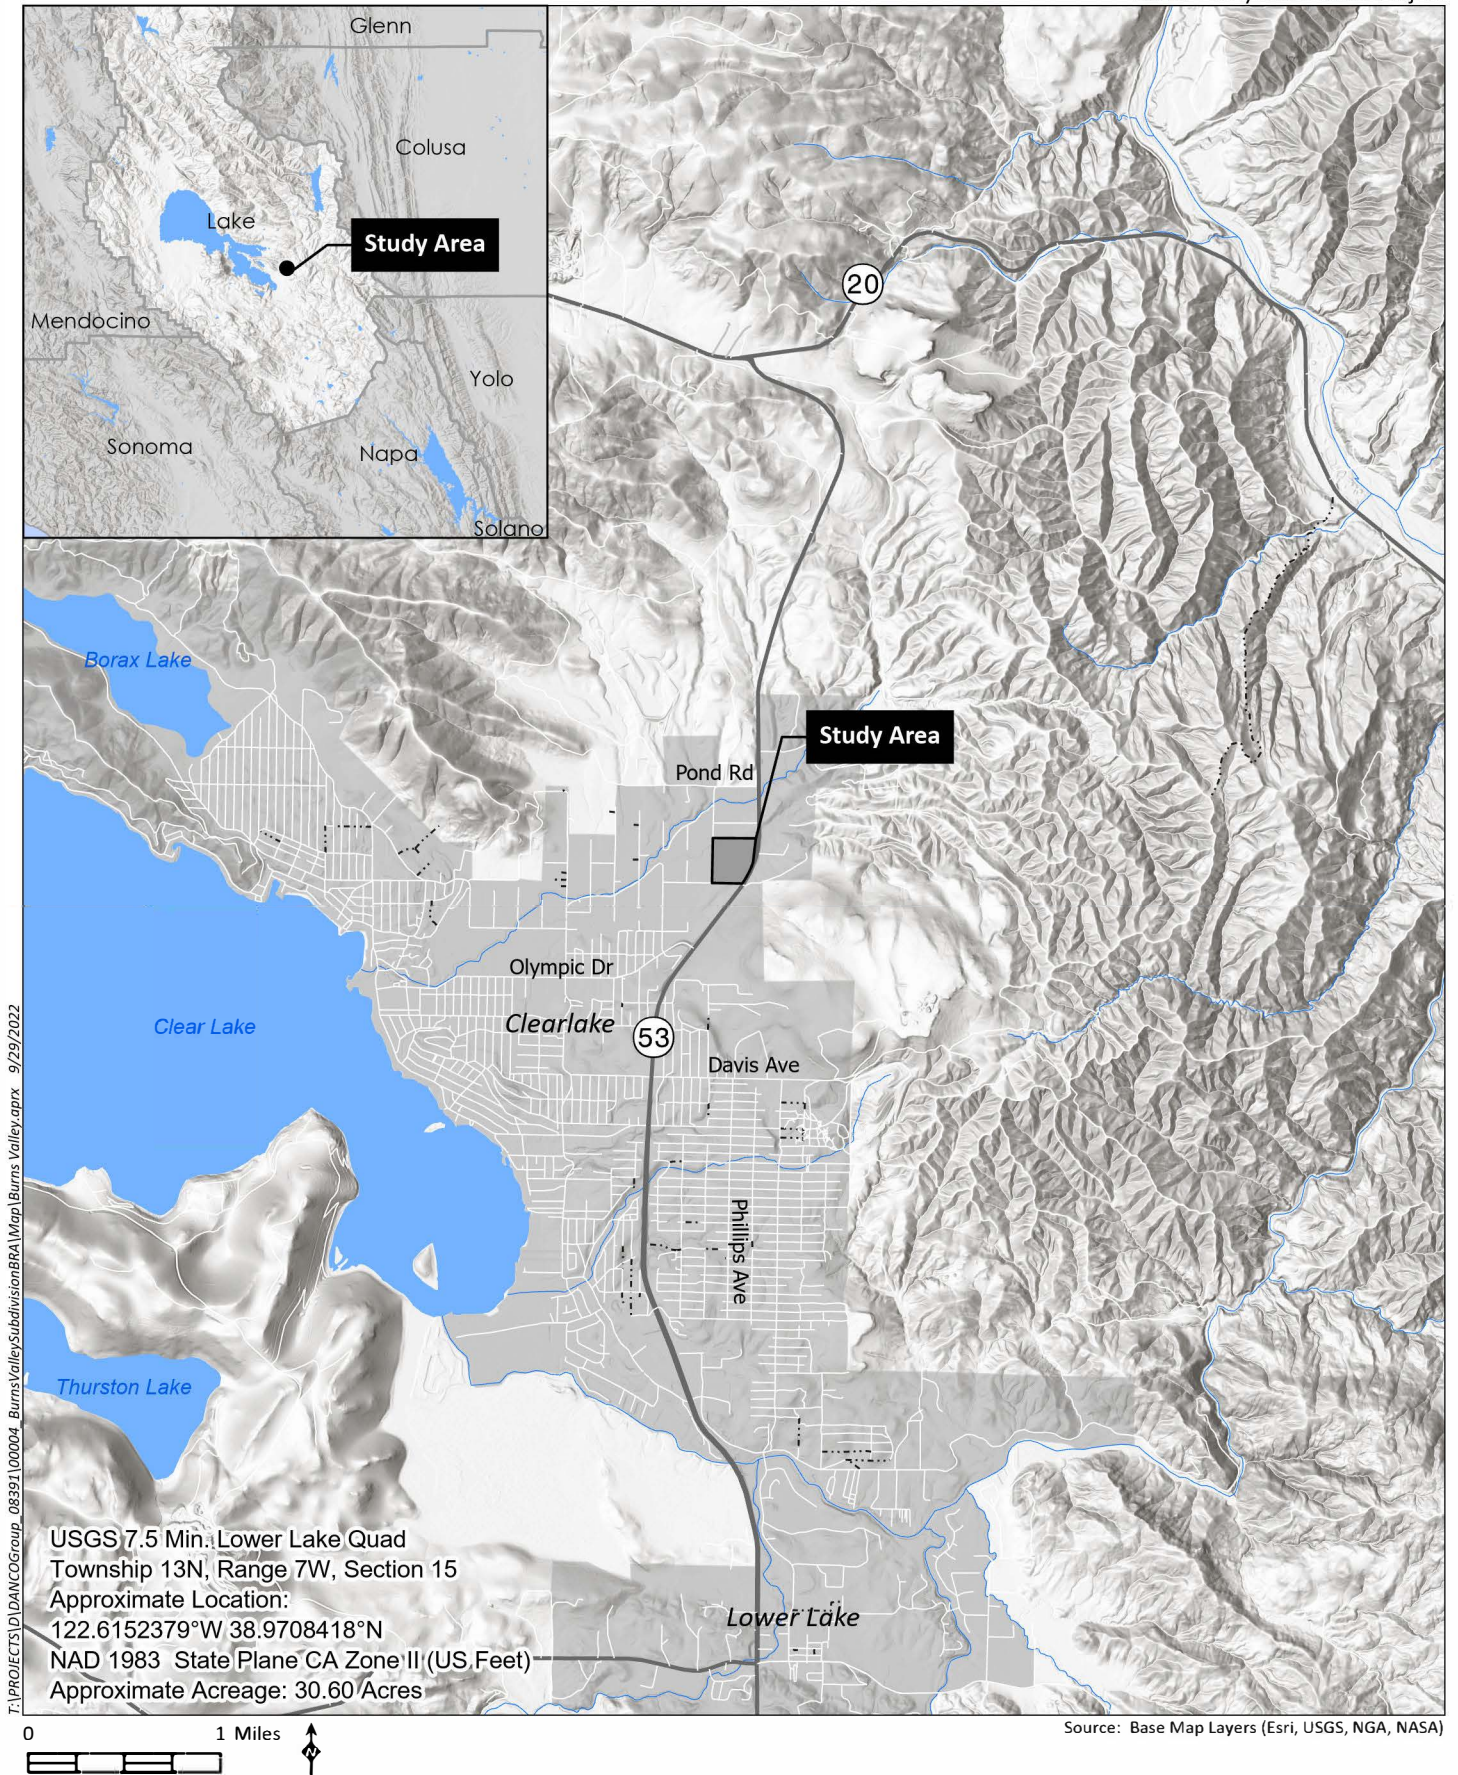 Glenn
Colusa
Lake
Study Area
Mendocino
Yolo
Sonoma
Napa
Solano
20
Borax Lake
Study Area
Pond Rd
Olympic Dr
Clearlake
Clear Lake
53
Davis Ave
Phillips Ave
Thurston Lake
Lower Lake
USGS 7.5 Min. Lower Lake Quad
Township 13N, Range 7W, Section 15
Approximate Location:
122.6152379°W 38.9708418°N
NAD 1983 State Plane CA Zone II (US Feet)
Approximate Acreage: 30.60 Acres
T:\PROJECTS\D\DANCOGroup_08391\00004_BurnsValleySubdivisionBRA\Map\Burns Valley.aprx 9/29/2022
0 1 Miles
N
Source: Base Map Layers (Esri, USGS, NGA, NASA)